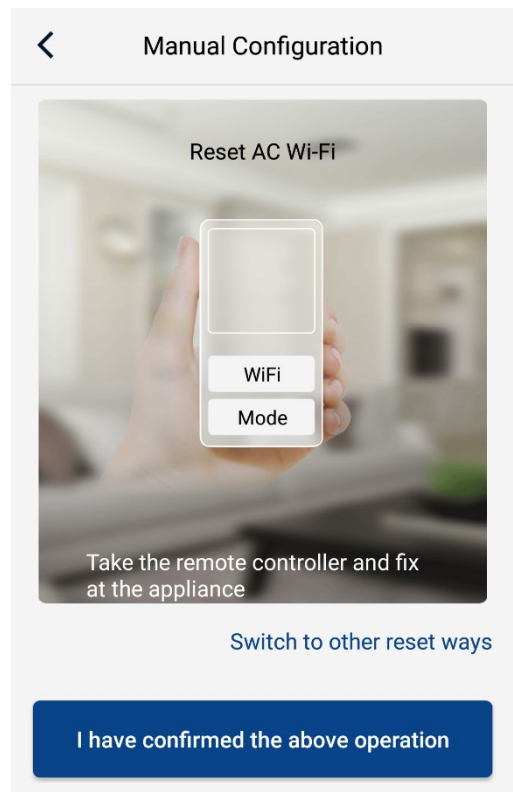 Manual Configuration
Reset AC Wi-Fi
WiFi
Mode
Take the remote controller and fix
at the appliance
Switch to other reset ways
I have confirmed the above operation